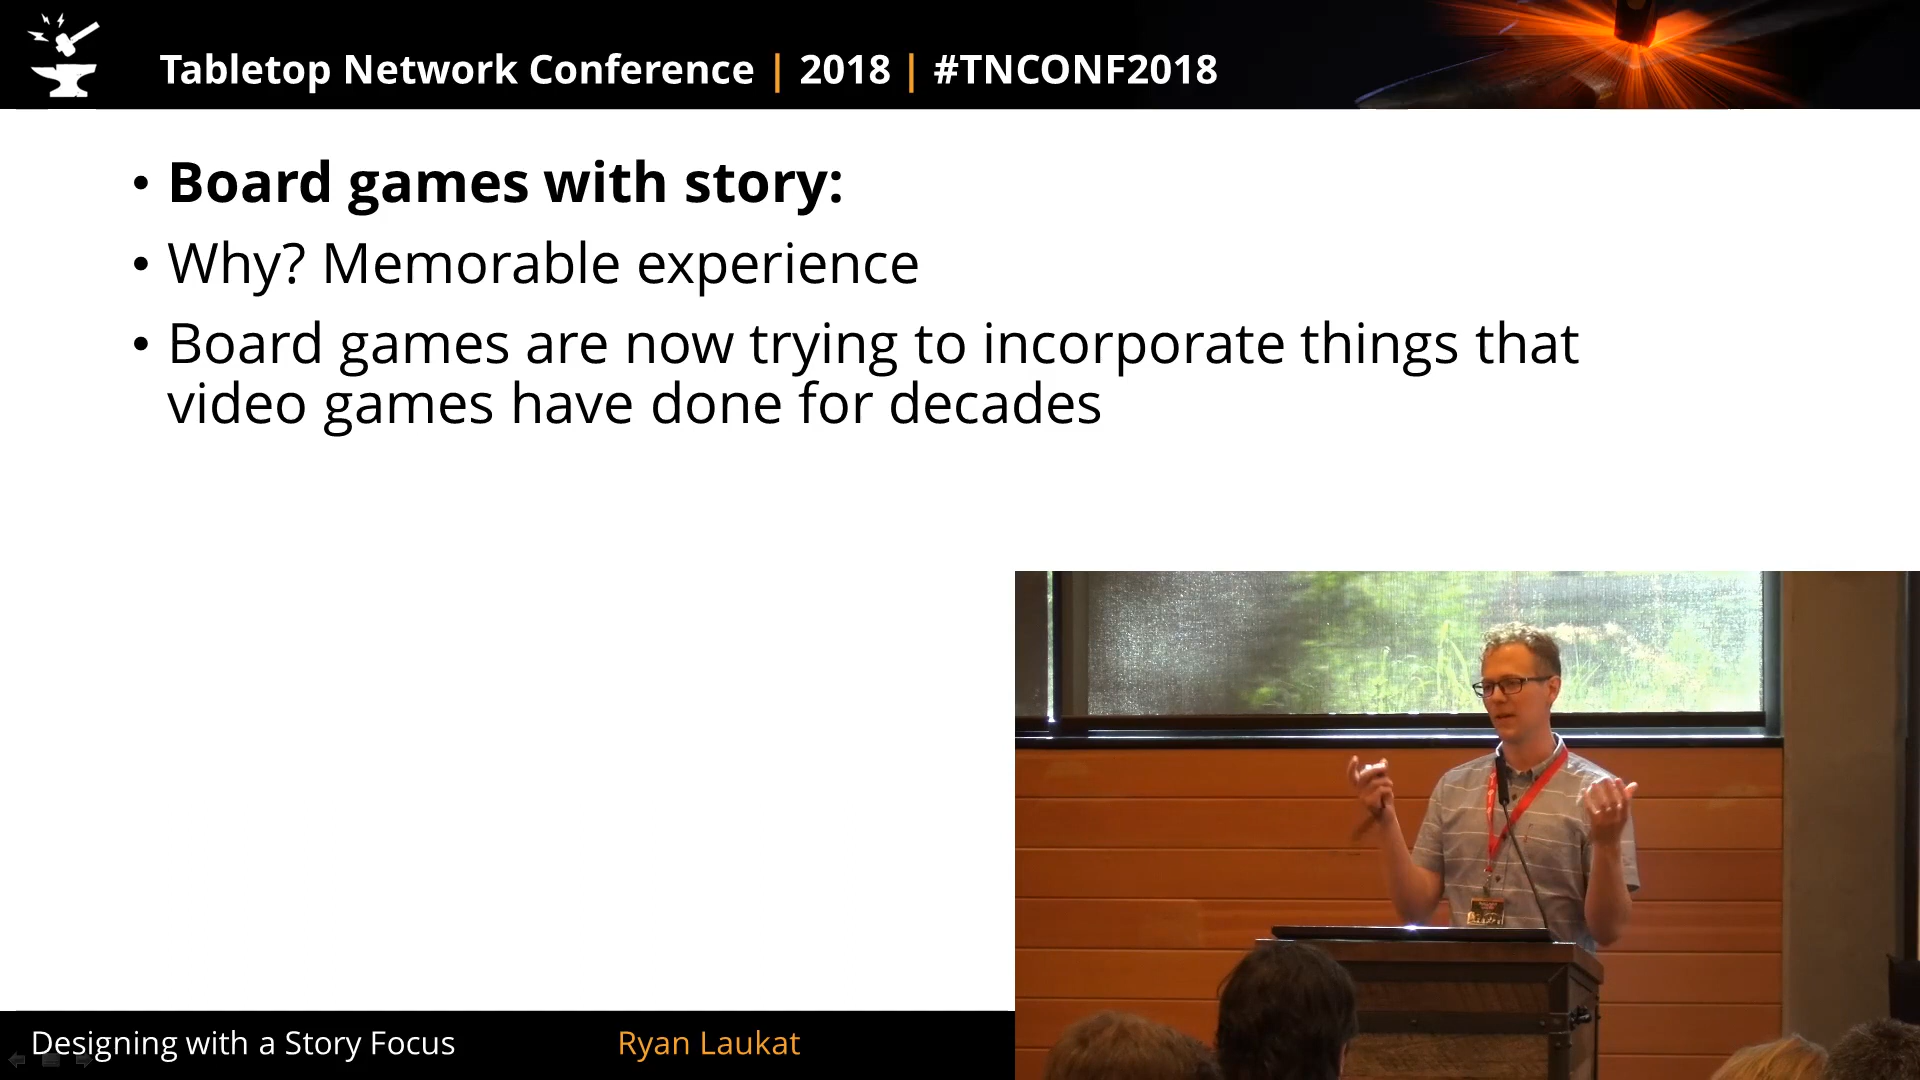 Tabletop Network Conference | 2018 | #TNCONF2018
• Board games with story:
• Why? Memorable experience
• Board games are now trying to incorporate things that
video games have done for decades
Designing with a Story Focus
Ryan Laukat